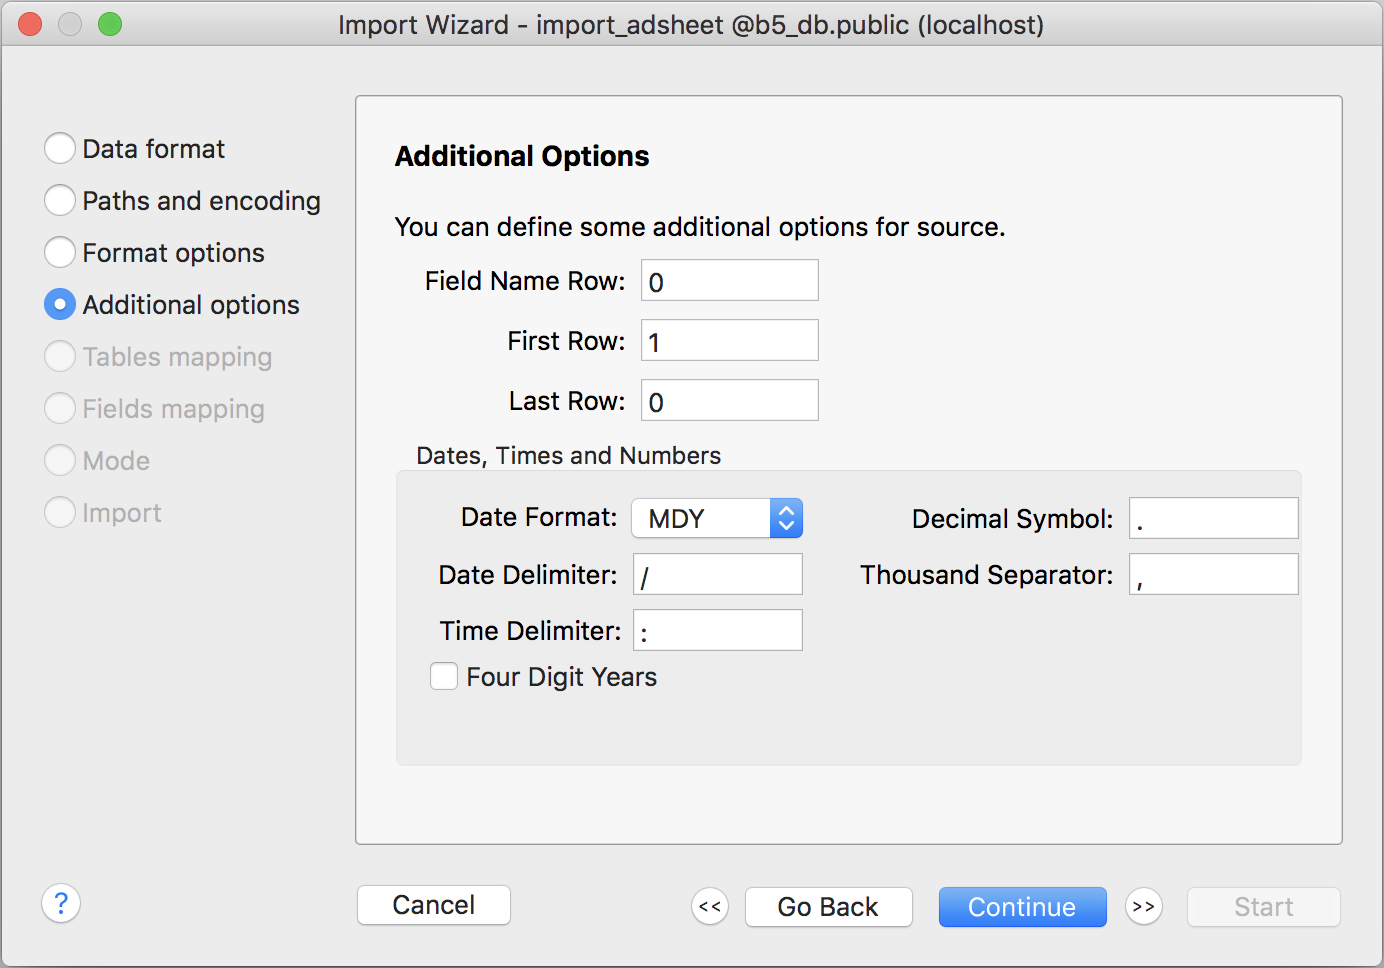 Import Wizard - import_adsheet @b5_db.public (localhost)
Data format
Paths and encoding
Format options
Additional options
Tables mapping
Fields mapping
Mode
Import
Additional Options
You can define some additional options for source.
Field Name Row: 0
First Row: 1
Last Row: 0
Dates, Times and Numbers
Date Format: MDY
Decimal Symbol: .
Date Delimiter: /
Thousand Separator: ,
Time Delimiter: :
Four Digit Years
? Cancel << Go Back Continue >> Start